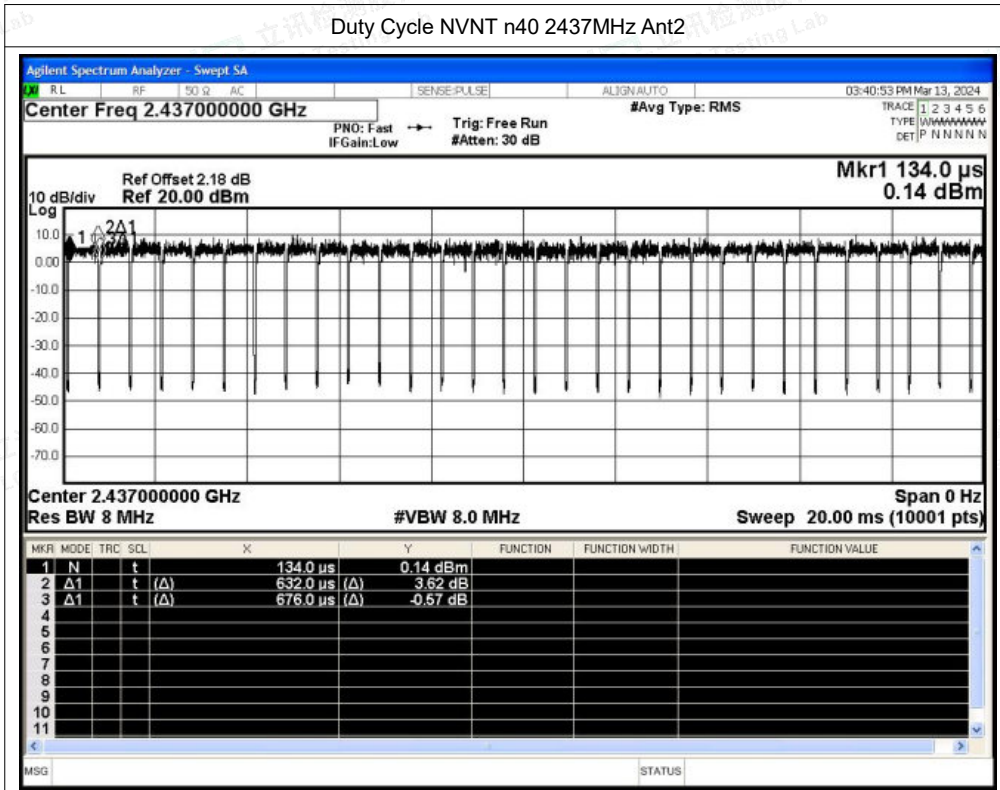 Duty Cycle NVNT n40 2437MHz Ant2
Agilent Spectrum Analyzer - Swept SA
RL RF 50 Ω AC SENSE:PULSE ALIGN AUTO 03:40:53 PM Mar 13, 2024
Center Freq 2.437000000 GHz #Avg Type: RMS TRACE 1 2 3 4 5 6
PNO: Fast Trig: Free Run TYPE
IFGain:Low #Atten: 30 dB DET P N N N N N
Mkr1 134.0 µs
0.14 dBm
Ref Offset 2.18 dB
10 dB/div Ref 20.00 dBm
Log
10.0
0.00
-10.0
-20.0
-30.0
-40.0
-50.0
-60.0
-70.0
1 2Δ1
3Δ1
Center 2.437000000 GHz Span 0 Hz
Res BW 8 MHz #VBW 8.0 MHz Sweep 20.00 ms (10001 pts)
MKR MODE TRC SCL X Y FUNCTION FUNCTION WIDTH FUNCTION VALUE
1 N t 134.0 µs 0.14 dBm
2 Δ1 t (Δ) 632.0 µs (Δ) 3.62 dB
3 Δ1 t (Δ) 676.0 µs (Δ) -0.57 dB
4
5
6
7
8
9
10
11
MSG STATUS